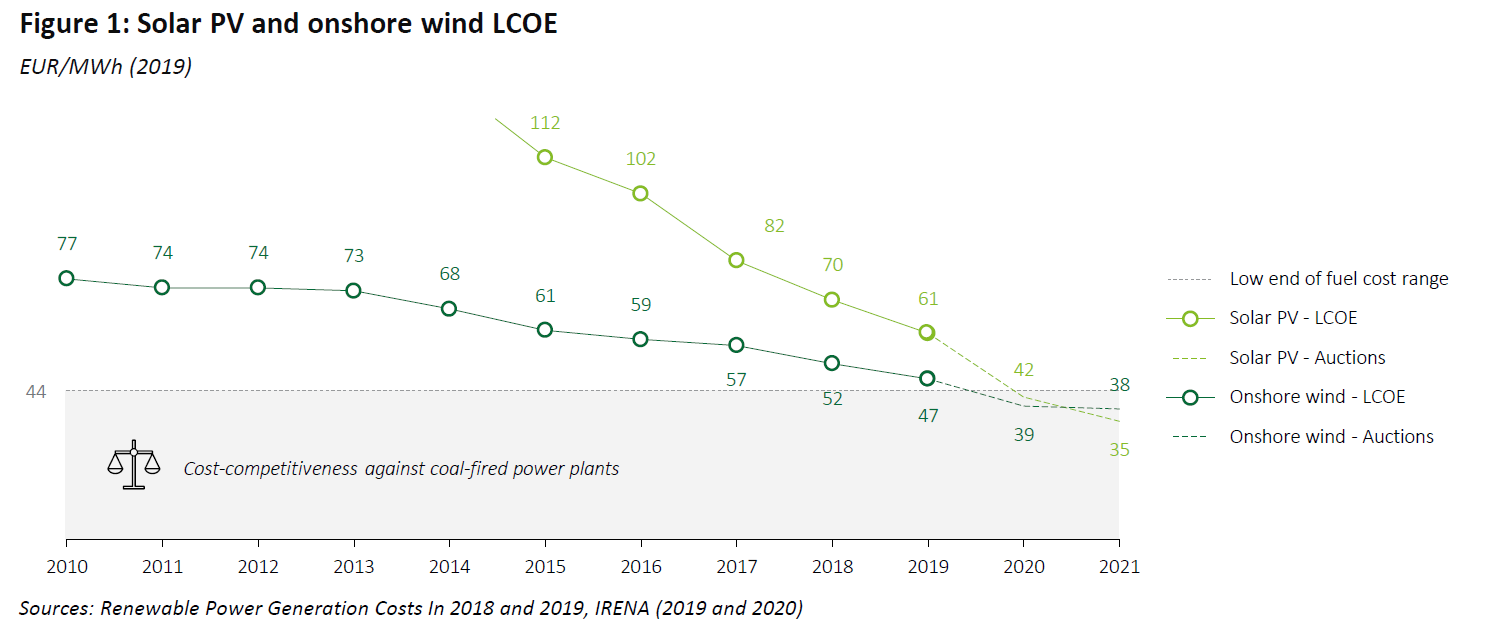 Figure 1: Solar PV and onshore wind LCOE
EUR/MWh (2019)
112
102
82
77
74
74
73
68
70
61
59
61
57
52
47
42
39
38
35
44
Low end of fuel cost range
Solar PV - LCOE
Solar PV - Auctions
Onshore wind - LCOE
Onshore wind - Auctions
Cost-competitiveness against coal-fired power plants
2010 2011 2012 2013 2014 2015 2016 2017 2018 2019 2020 2021
Sources: Renewable Power Generation Costs In 2018 and 2019, IRENA (2019 and 2020)